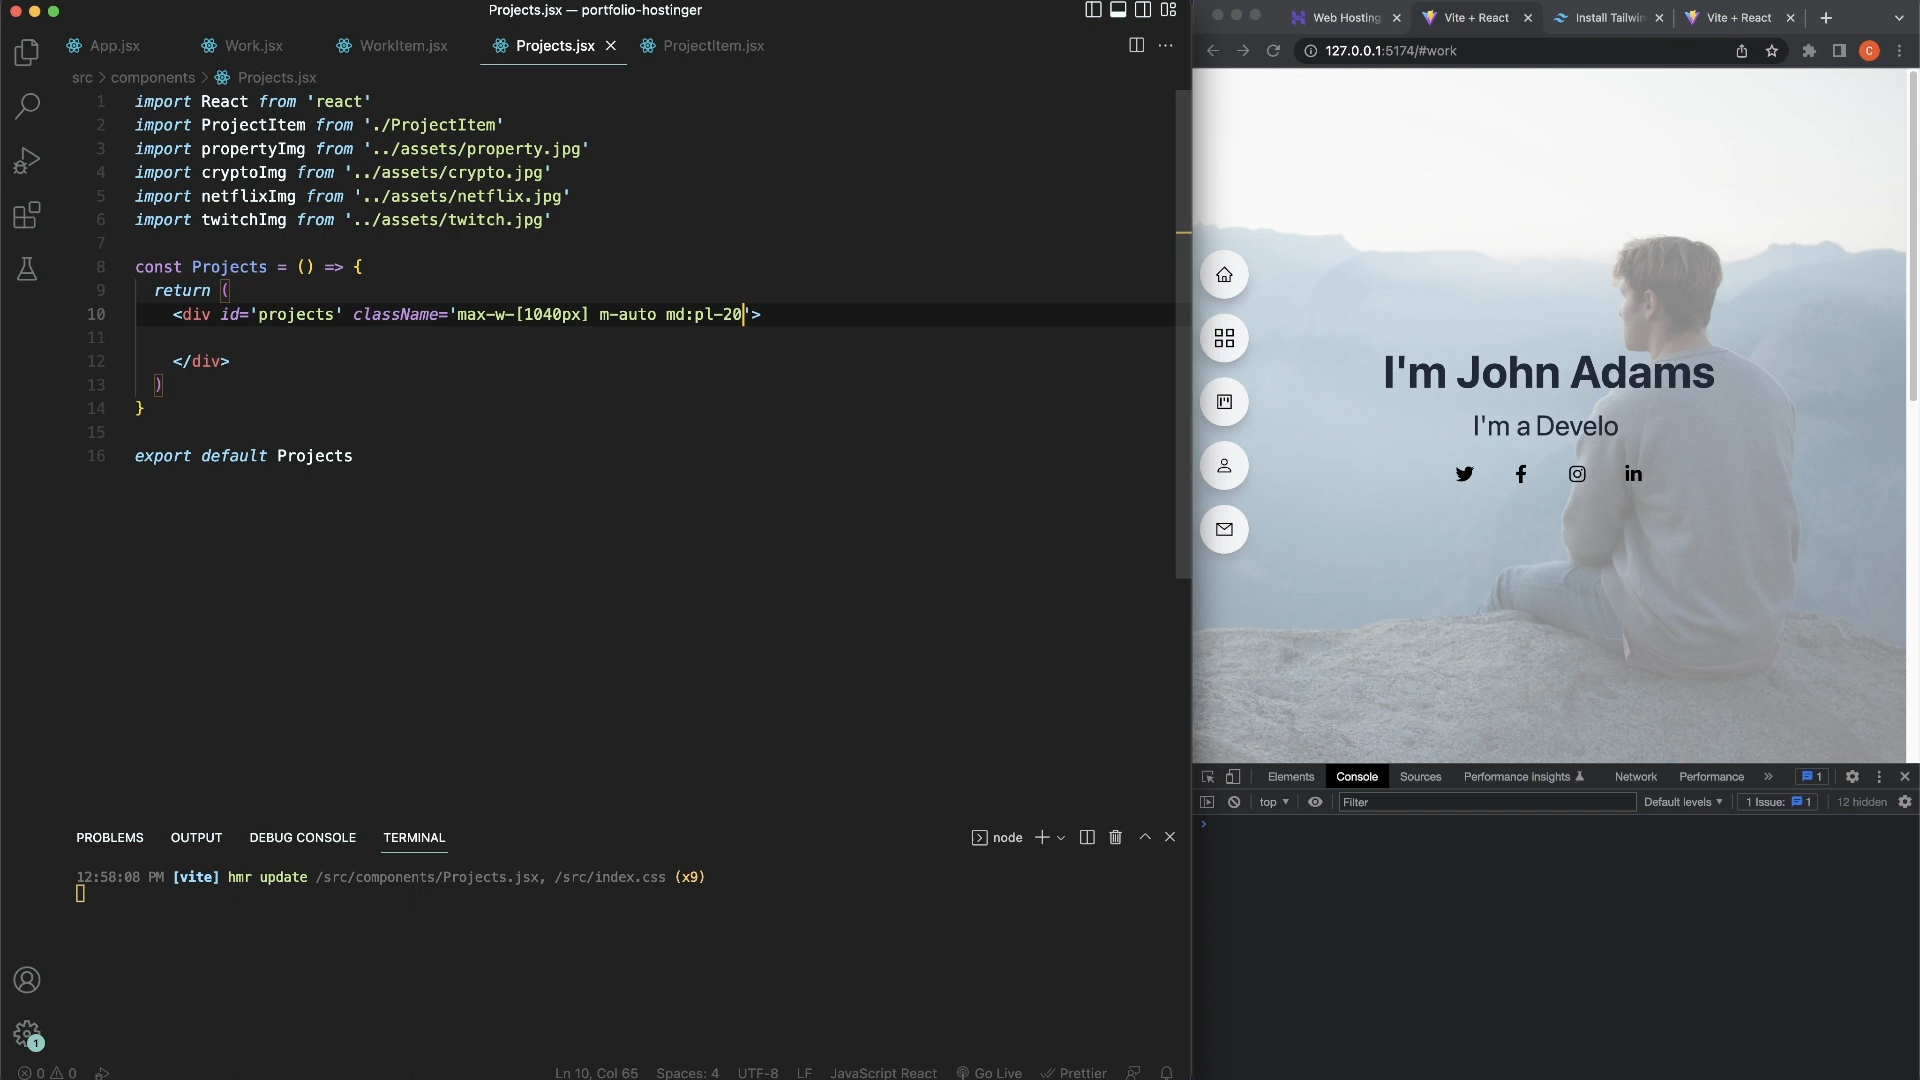 Projects.jsx — portfolio-hostinger
App.jsx
Work.jsx
WorkItem.jsx
Projects.jsx
ProjectItem.jsx
src > components > Projects.jsx
1 import React from 'react'
2 import ProjectItem from './ProjectItem'
3 import propertyImg from '../assets/property.jpg'
4 import cryptoImg from '../assets/crypto.jpg'
5 import netflixImg from '../assets/netflix.jpg'
6 import twitchImg from '../assets/twitch.jpg'
7
8 const Projects = () => {
9 return (
10 <div id='projects' className='max-w-[1040px] m-auto md:pl-20'>
11
12 </div>
13 )
14 }
15
16 export default Projects
PROBLEMS OUTPUT DEBUG CONSOLE TERMINAL
node
12:58:08 PM [vite] hmr update /src/components/Projects.jsx, /src/index.css (x9)
1
0 0
Ln 10, Col 65 Spaces: 4 UTF-8 LF JavaScript React Go Live Prettier
Web Hosting
Vite + React
Install Tailwin
Vite + React
127.0.0.1:5174/#work
C
I'm John Adams
I'm a Develo
Elements Console Sources Performance insights Network Performance » 1
top Filter Default levels 1 Issue: 1 12 hidden